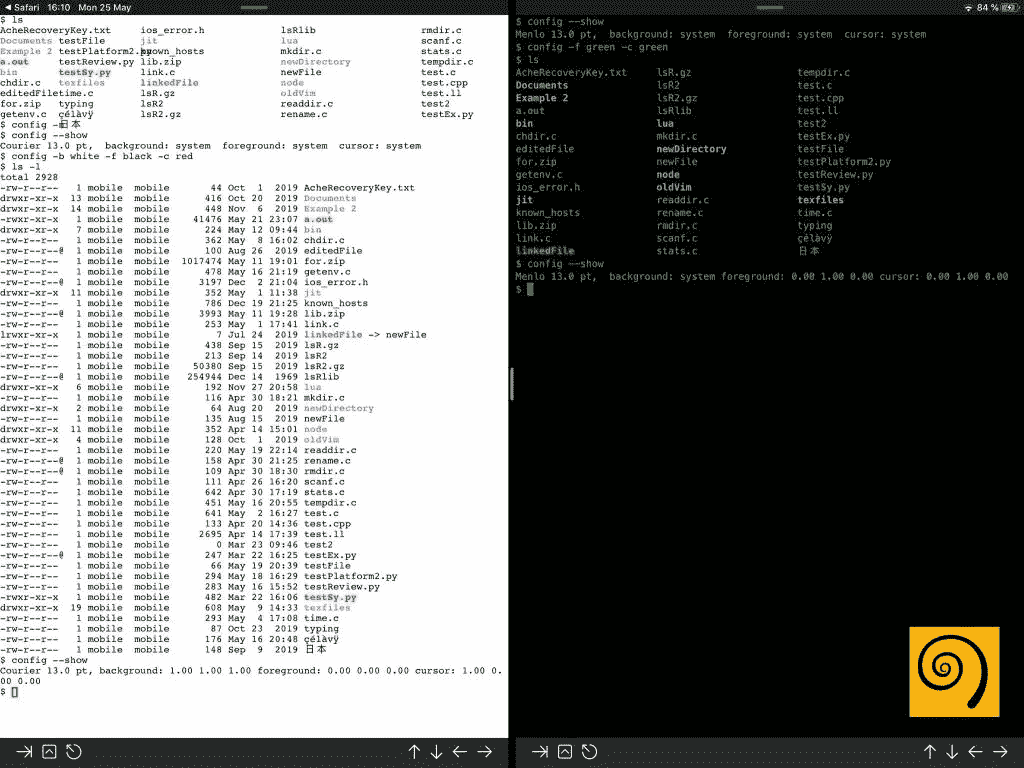 Safari 16:10 Mon 25 May
84 %
$ ls
AcheRecoveryKey.txt ios_error.h lsRlib rmdir.c
Documents testFile jit lua scanf.c
Example 2 testPlatform2.py known_hosts mkdir.c stats.c
a.out testReview.py lib.zip newDirectory tempdir.c
bin testSy.py link.c newFile test.c
chdir.c texfiles linkedFile node test.cpp
editedFile time.c lsR.gz oldVim test.ll
for.zip typing lsR2 readdir.c test2
getenv.c çélàvÿ lsR2.gz rename.c testEx.py
日本
$ config --show
Courier 13.0 pt, background: system foreground: system cursor: system
$ config -b white -f black -c red
$ ls -l
total 2928
-rw-r--r-- 1 mobile mobile 44 Oct 1 2019 AcheRecoveryKey.txt
drwxr-xr-x 13 mobile mobile 416 Oct 20 2019 Documents
drwxr-xr-x 14 mobile mobile 448 Nov 6 2019 Example 2
-rwxr-xr-x 1 mobile mobile 41476 May 21 23:07 a.out
drwxr-xr-x 7 mobile mobile 224 May 12 09:44 bin
-rw-r--r-- 1 mobile mobile 362 May 8 16:02 chdir.c
-rw-r--r--@ 1 mobile mobile 100 Aug 26 2019 editedFile
-rw-r--r-- 1 mobile mobile 1017474 May 11 19:01 for.zip
-rw-r--r-- 1 mobile mobile 478 May 16 21:19 getenv.c
-rw-r--r--@ 1 mobile mobile 3197 Dec 2 21:04 ios_error.h
drwxr-xr-x 11 mobile mobile 352 May 1 11:38 jit
-rw-r--r-- 1 mobile mobile 786 Dec 19 21:25 known_hosts
-rw-r--r--@ 1 mobile mobile 3993 May 11 19:28 lib.zip
-rw-r--r-- 1 mobile mobile 253 May 1 17:41 link.c
lrwxr-xr-x 1 mobile mobile 7 Jul 24 2019 linkedFile -> newFile
-rw-r--r-- 1 mobile mobile 438 Sep 15 2019 lsR.gz
-rw-r--r-- 1 mobile mobile 213 Sep 14 2019 lsR2
-rw-r--r-- 1 mobile mobile 50380 Sep 15 2019 lsR2.gz
-rw-r--r--@ 1 mobile mobile 254944 Dec 14 1969 lsRlib
drwxr-xr-x 6 mobile mobile 192 Nov 27 20:58 lua
-rw-r--r-- 1 mobile mobile 116 Apr 30 18:21 mkdir.c
drwxr-xr-x 2 mobile mobile 64 Aug 20 2019 newDirectory
-rw-r--r-- 1 mobile mobile 135 Aug 15 2019 newFile
drwxr-xr-x 11 mobile mobile 352 Apr 14 15:01 node
drwxr-xr-x 4 mobile mobile 128 Oct 1 2019 oldVim
-rw-r--r-- 1 mobile mobile 220 May 19 22:14 readdir.c
-rw-r--r--@ 1 mobile mobile 158 Apr 30 21:25 rename.c
-rw-r--r--@ 1 mobile mobile 109 Apr 30 18:30 rmdir.c
-rw-r--r-- 1 mobile mobile 111 Apr 26 16:20 scanf.c
-rw-r--r-- 1 mobile mobile 642 Apr 30 17:19 stats.c
-rw-r--r-- 1 mobile mobile 451 May 16 20:55 tempdir.c
-rw-r--r-- 1 mobile mobile 641 May 2 16:27 test.c
-rw-r--r-- 1 mobile mobile 133 Apr 20 14:36 test.cpp
-rw-r--r-- 1 mobile mobile 2695 Apr 14 17:39 test.ll
-rw-r--r-- 1 mobile mobile 0 Mar 23 09:46 test2
-rw-r--r--@ 1 mobile mobile 247 Mar 22 16:25 testEx.py
-rw-r--r-- 1 mobile mobile 66 May 19 20:39 testFile
-rw-r--r-- 1 mobile mobile 294 May 18 16:29 testPlatform2.py
-rw-r--r-- 1 mobile mobile 283 May 16 15:52 testReview.py
-rwxr-xr-x 1 mobile mobile 482 Mar 22 16:06 testSy.py
drwxr-xr-x 19 mobile mobile 608 May 9 14:33 texfiles
-rw-r--r-- 1 mobile mobile 293 May 4 17:08 time.c
-rw-r--r-- 1 mobile mobile 87 Oct 23 2019 typing
-rw-r--r-- 1 mobile mobile 176 May 16 20:48 çélàvÿ
-rw-r--r-- 1 mobile mobile 148 Sep 9 2019 日本
$ config --show
Courier 13.0 pt, background: 1.00 1.00 1.00 foreground: 0.00 0.00 0.00 cursor: 1.00 0.
00 0.00
$
$ config --show
Menlo 13.0 pt, background: system foreground: system cursor: system
$ config -f green -c green
$ ls
AcheRecoveryKey.txt lsR.gz tempdir.c
Documents lsR2 test.c
Example 2 lsR2.gz test.cpp
a.out lsRlib test.ll
bin lua test2
chdir.c mkdir.c testEx.py
editedFile newDirectory testFile
for.zip newFile testPlatform2.py
getenv.c node testReview.py
ios_error.h oldVim testSy.py
jit readdir.c texfiles
known_hosts rename.c time.c
lib.zip rmdir.c typing
link.c scanf.c çélàvÿ
linkedFile stats.c 日本
$ config --show
Menlo 13.0 pt, background: system foreground: 0.00 1.00 0.00 cursor: 0.00 1.00 0.00
$